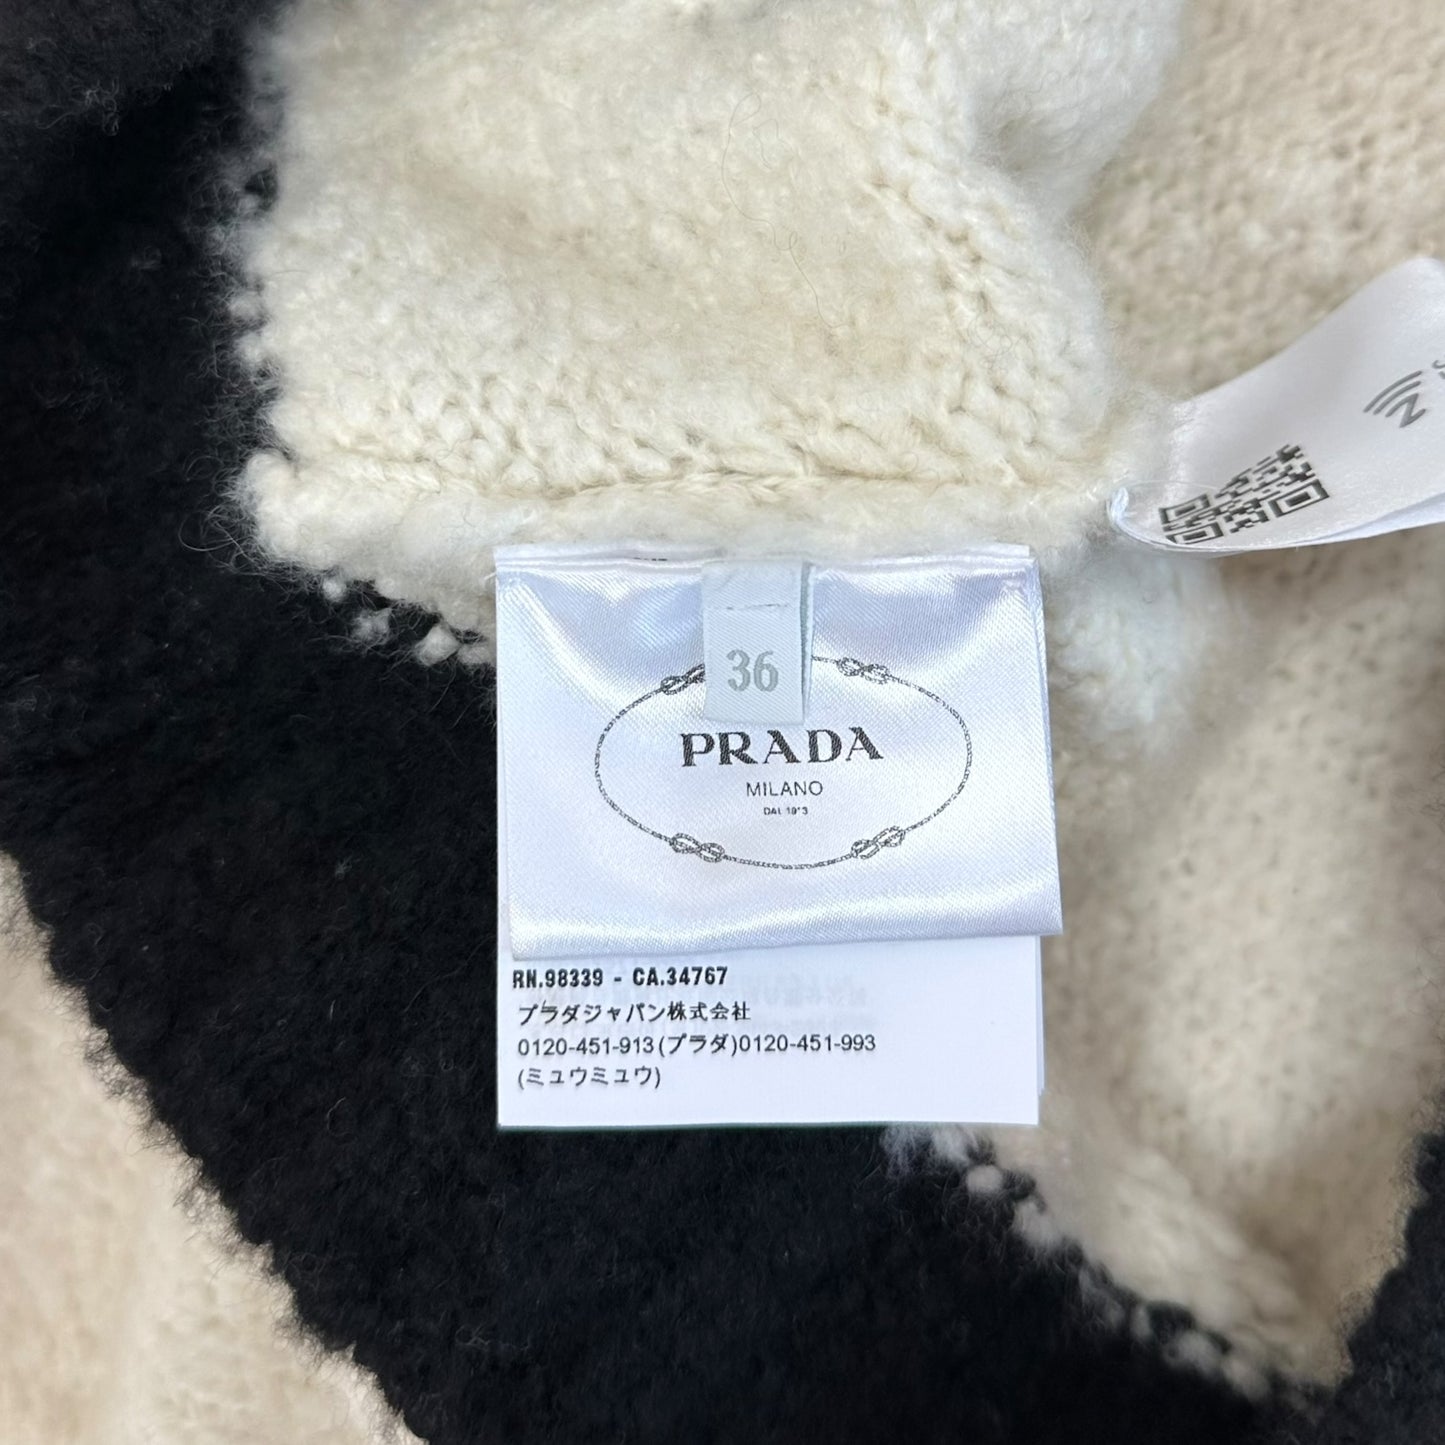 36
PRADA
MILANO
DAL 1913
RN.98339 - CA.34767
プラダジャパン株式会社
0120-451-913(プラダ)0120-451-993
(ミュウミュウ)
N